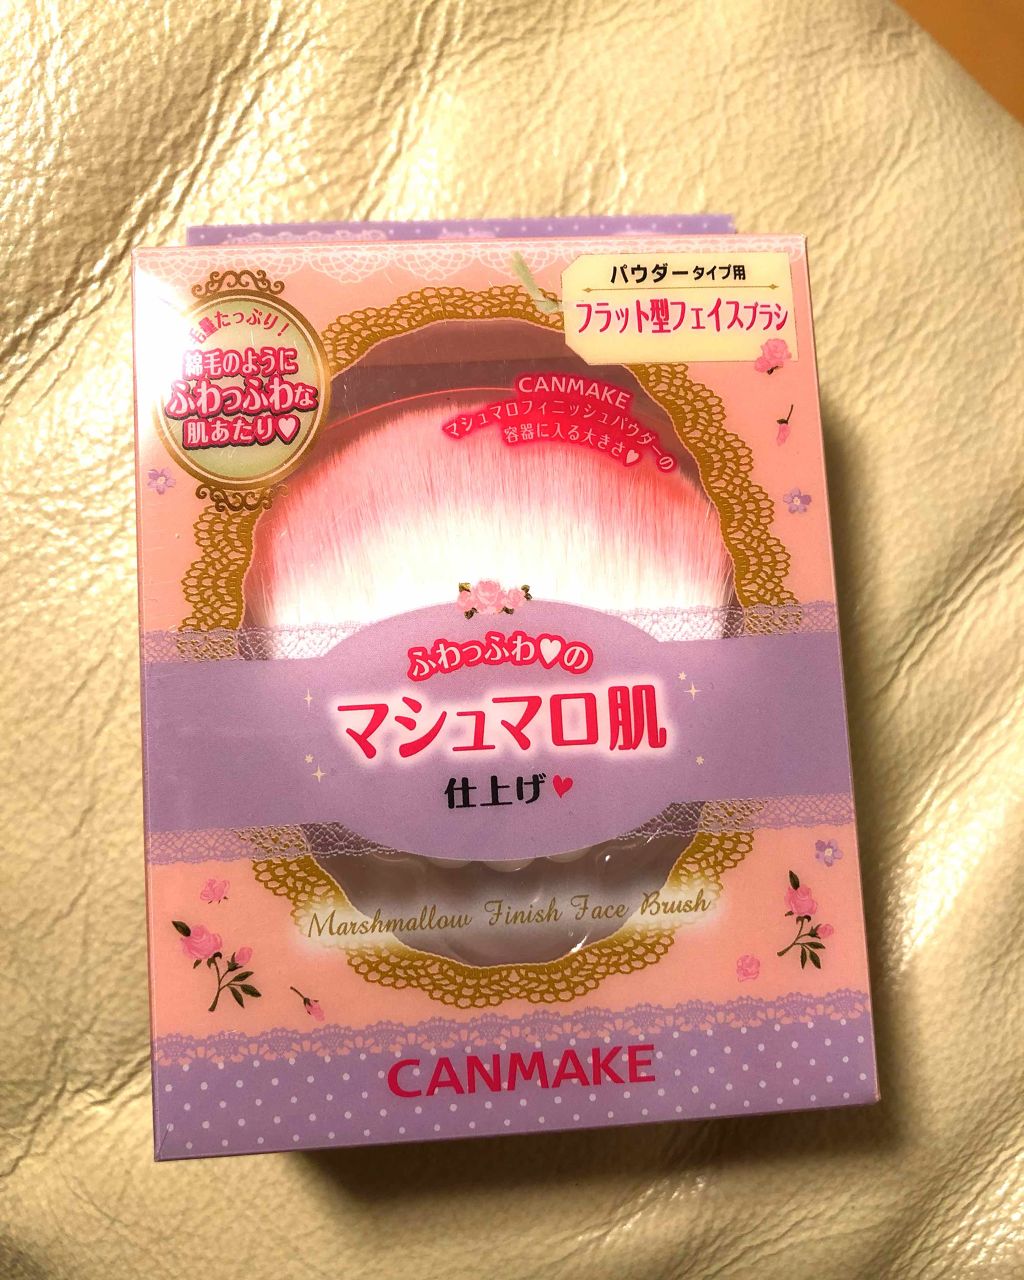 パウダータイプ用
フラット型フェイスブラシ
毛量たっぷり!
綿毛のように
ふわっふわな
肌あたり♥
CANMAKE
マシュマロフィニッシュパウダーの
容器に入る大きさ♥
ふわっふわ♥の
マシュマロ肌
仕上げ♥
Marshmallow Finish Face Brush
CANMAKE